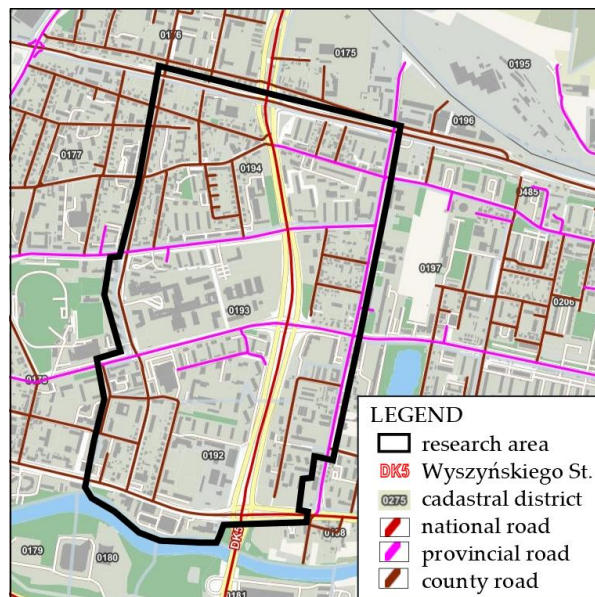 0176
0175
0195
0196
0177
0194
0485
0197
0206
0193
0178
0192
0198
DK5
0179
0180
0181
LEGEND
research area
DK5 Wyszyńskiego St.
0275 cadastral district
national road
provincial road
county road